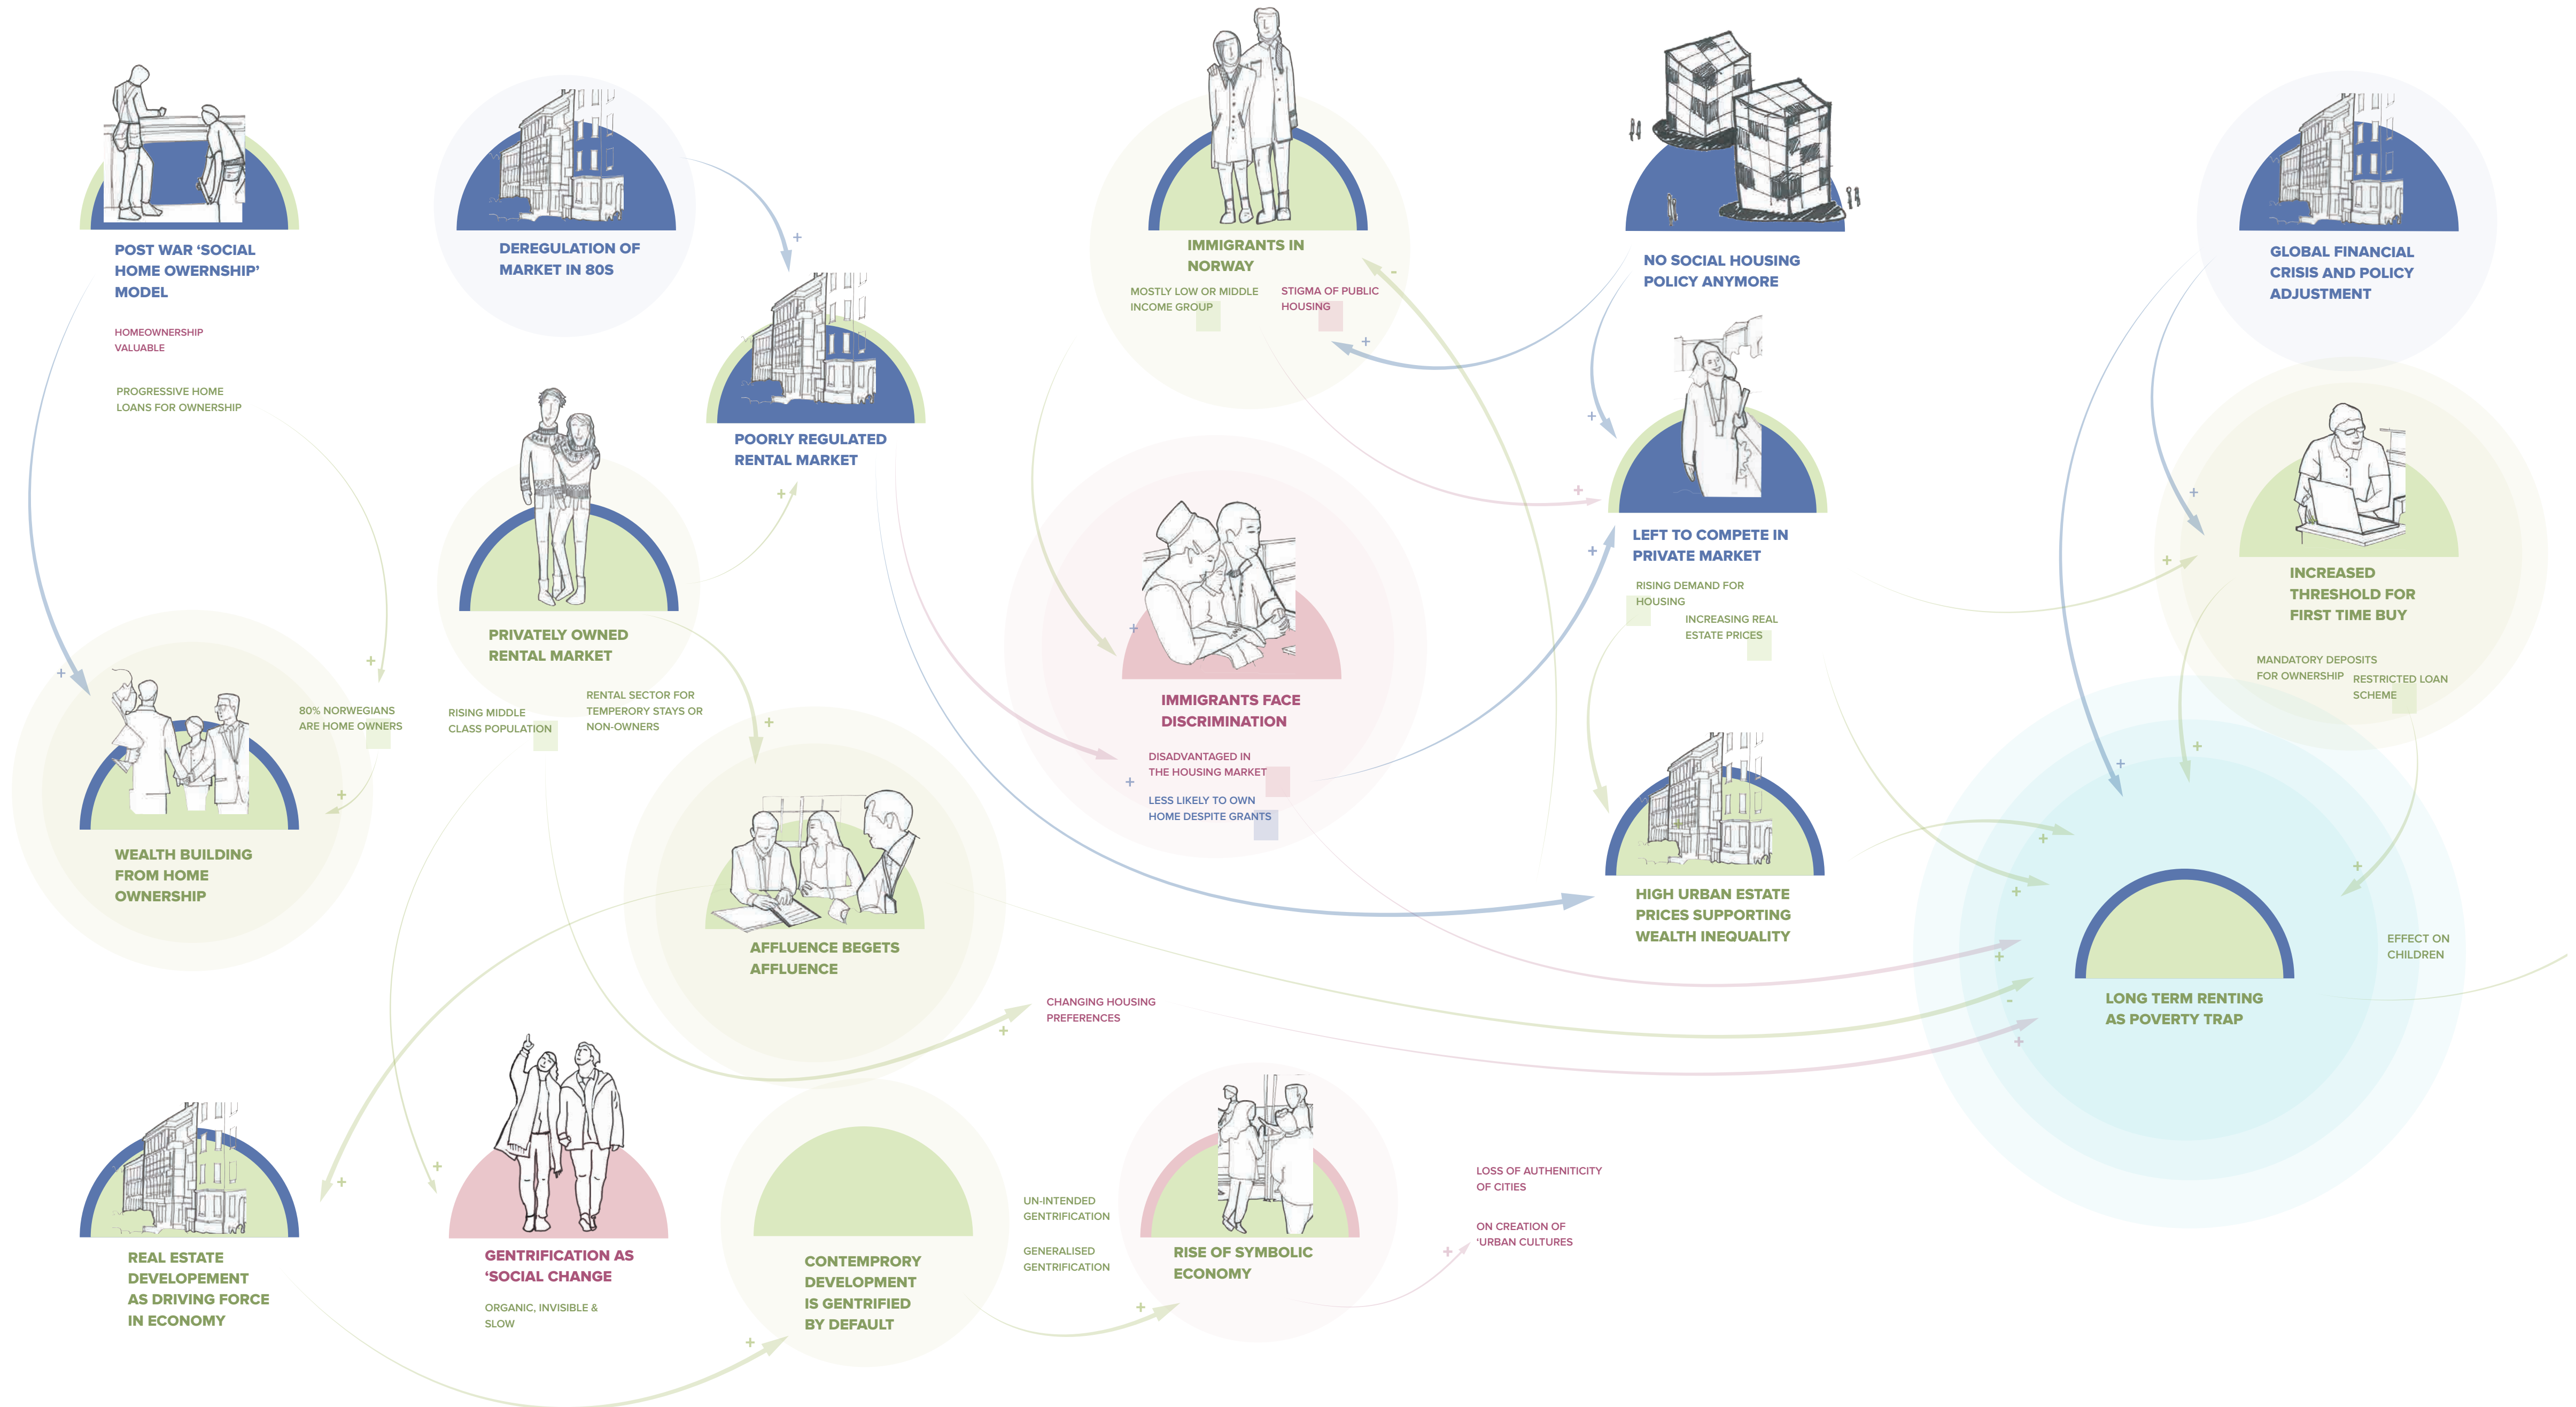 POST WAR ‘SOCIAL
HOME OWERNSHIP’
MODEL
HOMEOWNERSHIP
VALUABLE
PROGRESSIVE HOME
LOANS FOR OWNERSHIP
DEREGULATION OF
MARKET IN 80S
POORLY REGULATED
RENTAL MARKET
+
+
IMMIGRANTS IN
NORWAY
MOSTLY LOW OR MIDDLE
INCOME GROUP
STIGMA OF PUBLIC
HOUSING
-
+
NO SOCIAL HOUSING
POLICY ANYMORE
+
+
+
LEFT TO COMPETE IN
PRIVATE MARKET
RISING DEMAND FOR
HOUSING
INCREASING REAL
ESTATE PRICES
GLOBAL FINANCIAL
CRISIS AND POLICY
ADJUSTMENT
+
+
INCREASED
THRESHOLD FOR
FIRST TIME BUY
MANDATORY DEPOSITS
FOR OWNERSHIP
RESTRICTED LOAN
SCHEME
PRIVATELY OWNED
RENTAL MARKET
RISING MIDDLE
CLASS POPULATION
RENTAL SECTOR FOR
TEMPERORY STAYS OR
NON-OWNERS
+
+
80% NORWEGIANS
ARE HOME OWNERS
+
+
WEALTH BUILDING
FROM HOME
OWNERSHIP
+
IMMIGRANTS FACE
DISCRIMINATION
DISADVANTAGED IN
THE HOUSING MARKET
+
LESS LIKELY TO OWN
HOME DESPITE GRANTS
AFFLUENCE BEGETS
AFFLUENCE
HIGH URBAN ESTATE
PRICES SUPPORTING
WEALTH INEQUALITY
+
+
+
+
+
+
-
+
LONG TERM RENTING
AS POVERTY TRAP
EFFECT ON
CHILDREN
CHANGING HOUSING
PREFERENCES
+
+
+
REAL ESTATE
DEVELOPEMENT
AS DRIVING FORCE
IN ECONOMY
GENTRIFICATION AS
‘SOCIAL CHANGE
ORGANIC, INVISIBLE &
SLOW
+
CONTEMPRORY
DEVELOPMENT
IS GENTRIFIED
BY DEFAULT
UN-INTENDED
GENTRIFICATION
GENERALISED
GENTRIFICATION
+
RISE OF SYMBOLIC
ECONOMY
+
LOSS OF AUTHENITICITY
OF CITIES
ON CREATION OF
‘URBAN CULTURES